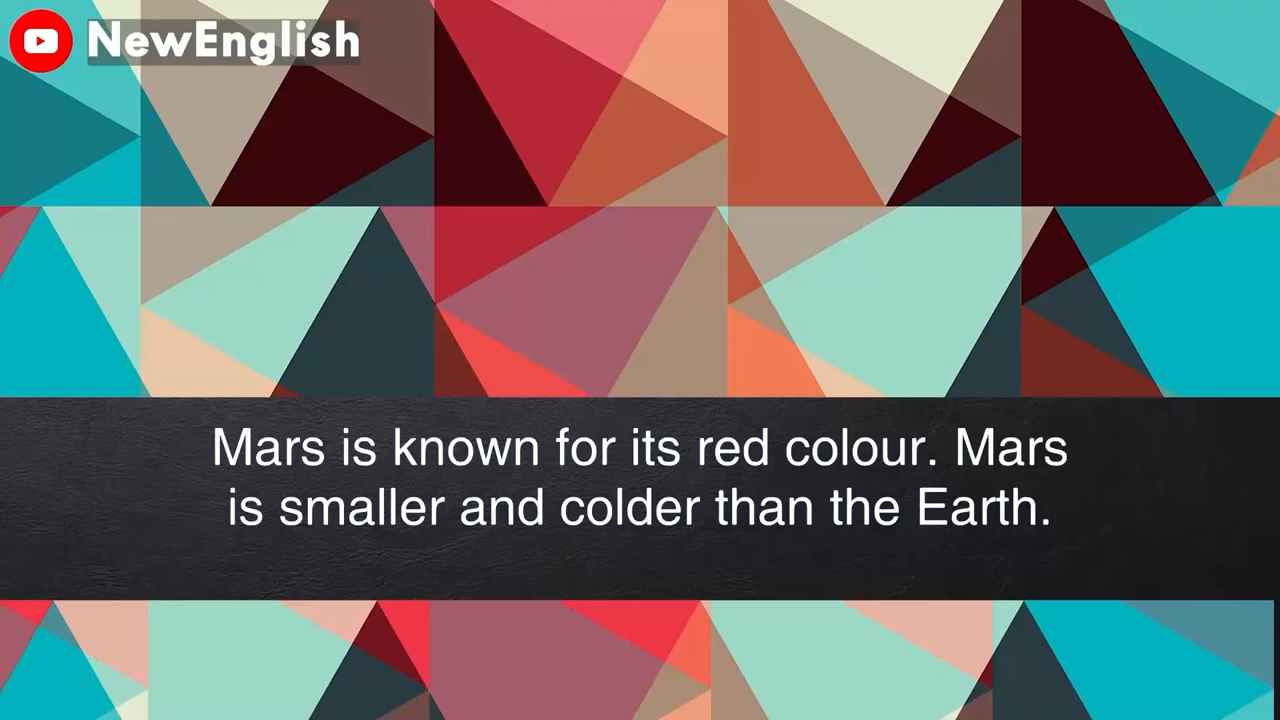 NewEnglish
Mars is known for its red colour. Mars
is smaller and colder than the Earth.